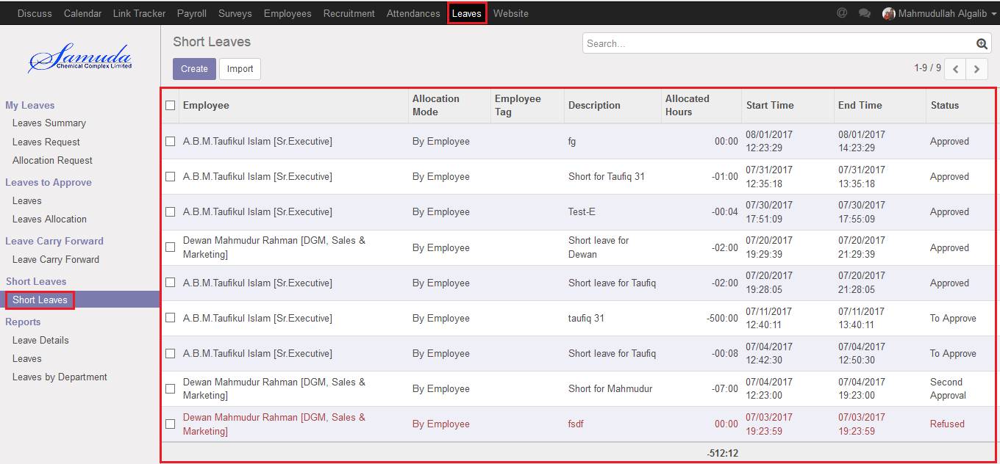 Discuss Calendar Link Tracker Payroll Surveys Employees Recruitment Attendances Leaves Website @ Mahmudullah Algalib
Samuda
Chemical Complex Limited
Short Leaves
Search...
Create Import
1-9 / 9
My Leaves
Leaves Summary
Leaves Request
Allocation Request
Leaves to Approve
Leaves
Leaves Allocation
Leave Carry Forward
Leave Carry Forward
Short Leaves
Short Leaves
Reports
Leave Details
Leaves
Leaves by Department
Employee Allocation Mode Employee Tag Description Allocated Hours Start Time End Time Status
A.B.M.Taufikul Islam [Sr.Executive] By Employee fg 00:00 08/01/2017 12:23:29 08/01/2017 14:23:29 Approved
A.B.M.Taufikul Islam [Sr.Executive] By Employee Short for Taufiq 31 -01:00 07/31/2017 12:35:18 07/31/2017 13:35:18 Approved
A.B.M.Taufikul Islam [Sr.Executive] By Employee Test-E -00:04 07/30/2017 17:51:09 07/30/2017 17:55:09 Approved
Dewan Mahmudur Rahman [DGM, Sales & Marketing] By Employee Short leave for Dewan -02:00 07/20/2017 19:29:39 07/20/2017 21:29:39 Approved
A.B.M.Taufikul Islam [Sr.Executive] By Employee Short leave for Taufiq -02:00 07/20/2017 19:28:05 07/20/2017 21:28:05 Approved
A.B.M.Taufikul Islam [Sr.Executive] By Employee taufiq 31 -500:00 07/11/2017 12:40:11 07/11/2017 13:40:11 To Approve
A.B.M.Taufikul Islam [Sr.Executive] By Employee Short leave for Taufiq -00:08 07/04/2017 12:42:30 07/04/2017 12:50:30 To Approve
Dewan Mahmudur Rahman [DGM, Sales & Marketing] By Employee Short for Mahmudur -07:00 07/04/2017 12:23:00 07/04/2017 19:23:00 Second Approval
Dewan Mahmudur Rahman [DGM, Sales & Marketing] By Employee fsdf 00:00 07/03/2017 19:23:59 07/03/2017 19:23:59 Refused
-512:12